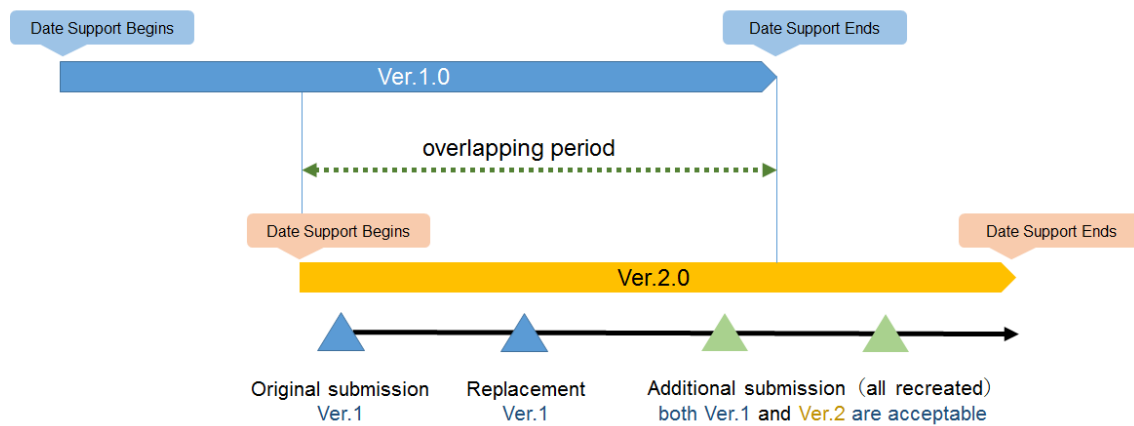 Date Support Begins
Date Support Ends
Ver.1.0
overlapping period
Date Support Begins
Date Support Ends
Ver.2.0
Original submission
Ver.1
Replacement
Ver.1
Additional submission（all recreated）
both Ver.1 and Ver.2 are acceptable